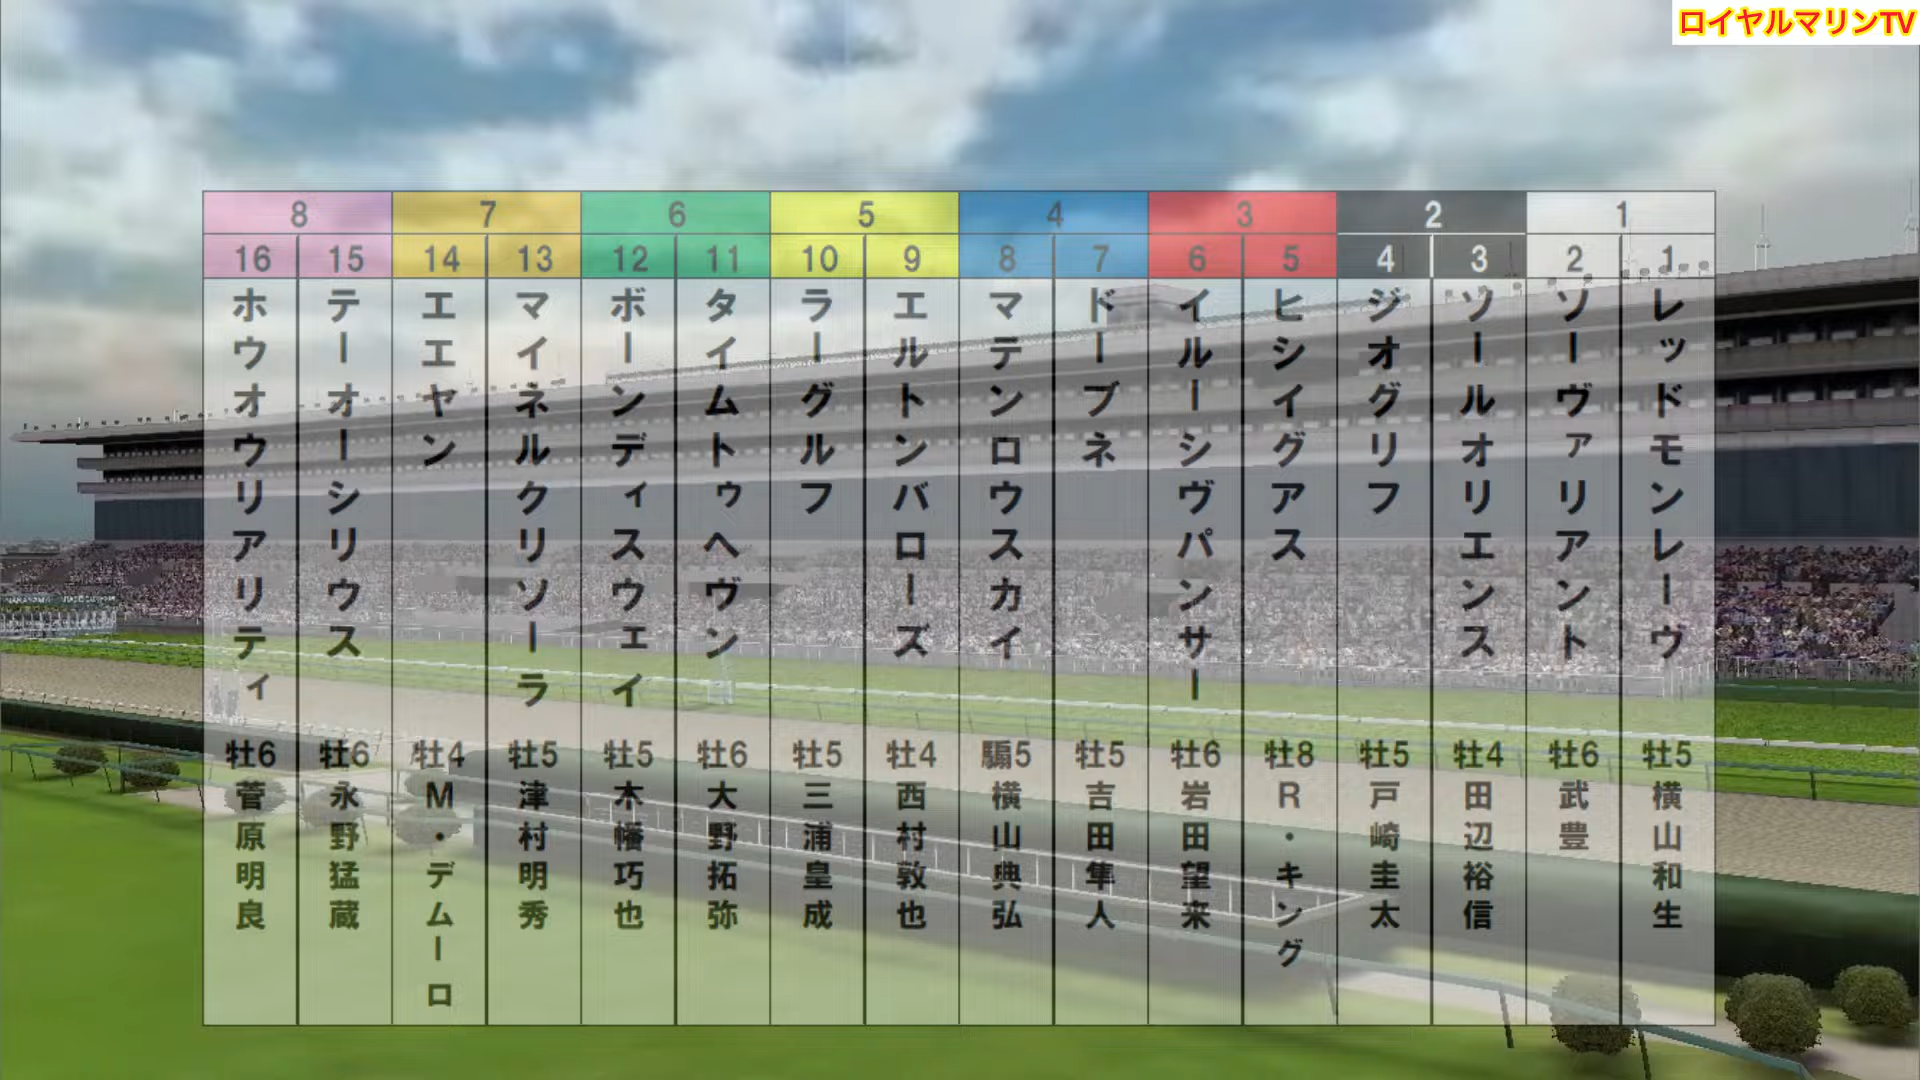 ロイヤルマリンTV
1
1
レッドモンレーヴ
牡5
横山和生
2
ソーヴァリアント
牡6
武豊
2
3
ソールオリエンス
牡4
田辺裕信
4
ジオグリフ
牡5
戸崎圭太
3
5
ヒシイグアス
牡8
R・キング
6
イルーシヴパンサー
牡6
岩田望来
4
7
ドーブネ
牡5
吉田隼人
8
マテンロウスカイ
騸5
横山典弘
5
9
エルトンバローズ
牡4
西村敦也
10
ラーグルフ
牡5
三浦皇成
6
11
タイムトゥヘヴン
牡6
大野拓弥
12
ボーンディスウェイ
牡5
木幡巧也
7
13
マイネルクリソーラ
牡5
津村明秀
14
エエヤン
牡4
M・デムーロ
8
15
テーオーシリウス
牡6
永野猛蔵
16
ホウオウリアリティ
牡6
菅原明良